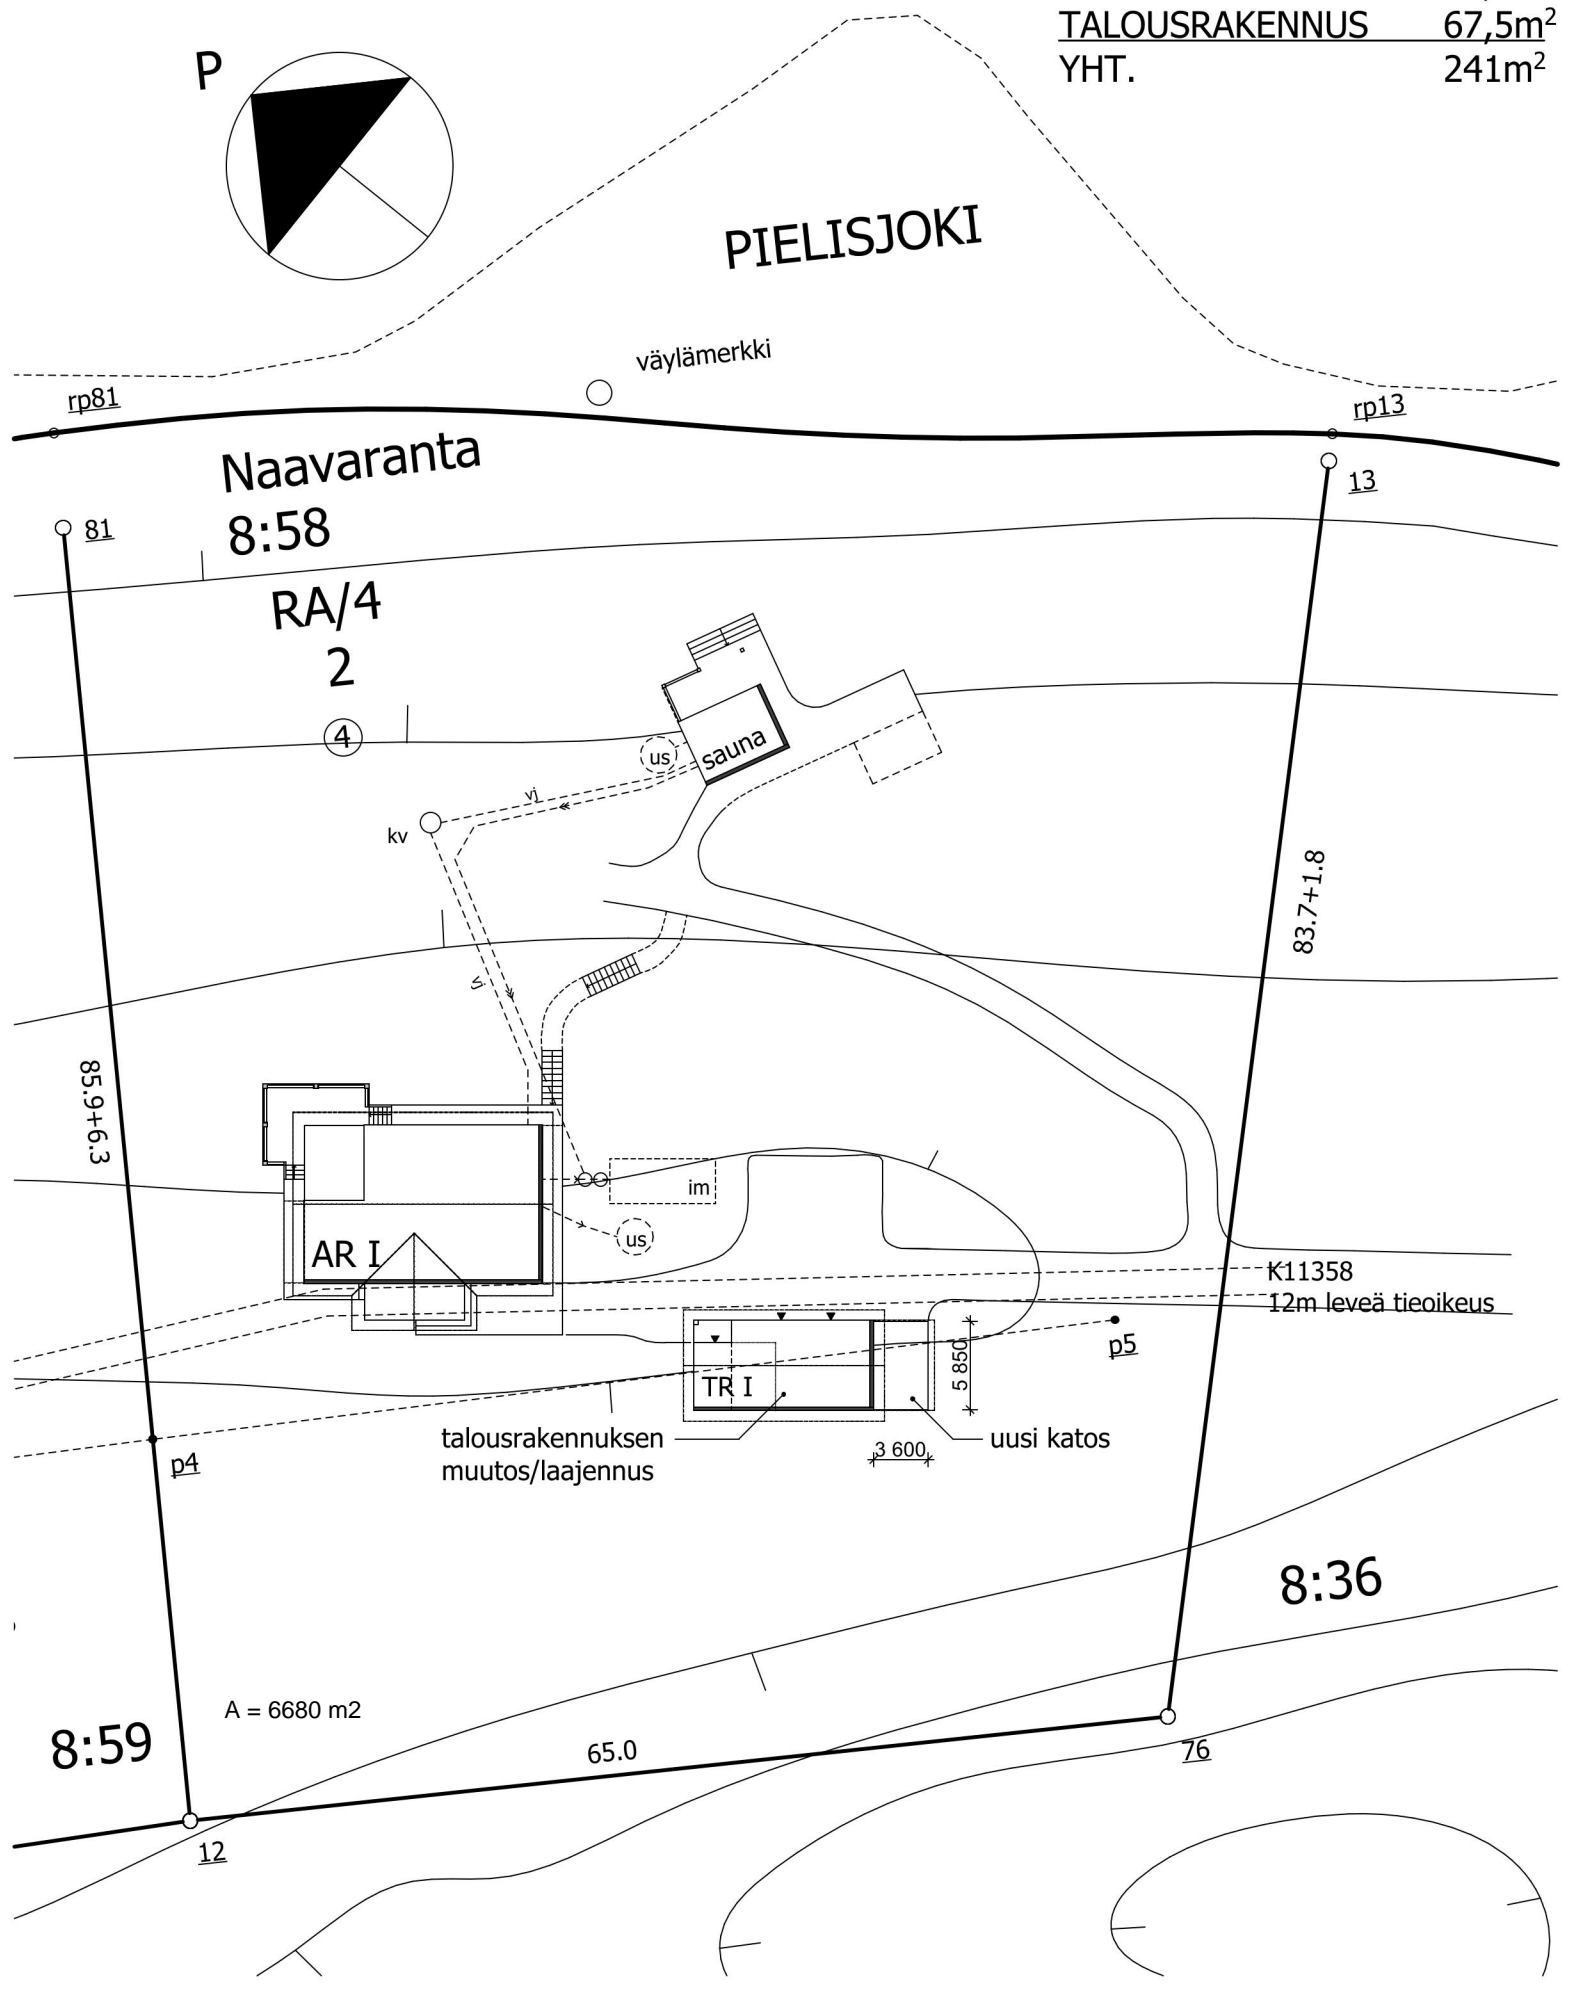 TALOUSRAKENNUS 67,5m²
YHT. 241m²
P
PIELISJOKI
väylämerkki
rp81
rp13
Naavaranta
8:58
13
81
RA/4
2
4
sauna
us
vj
kv
83.7+1.8
vj
85.9+6.3
im
us
AR I
K11358
12m leveä tieoikeus
p5
5 850
TR I
talousrakennuksen
muutos/laajennus
uusi katos
3 600
p4
8:36
A = 6680 m2
8:59
65.0
76
12